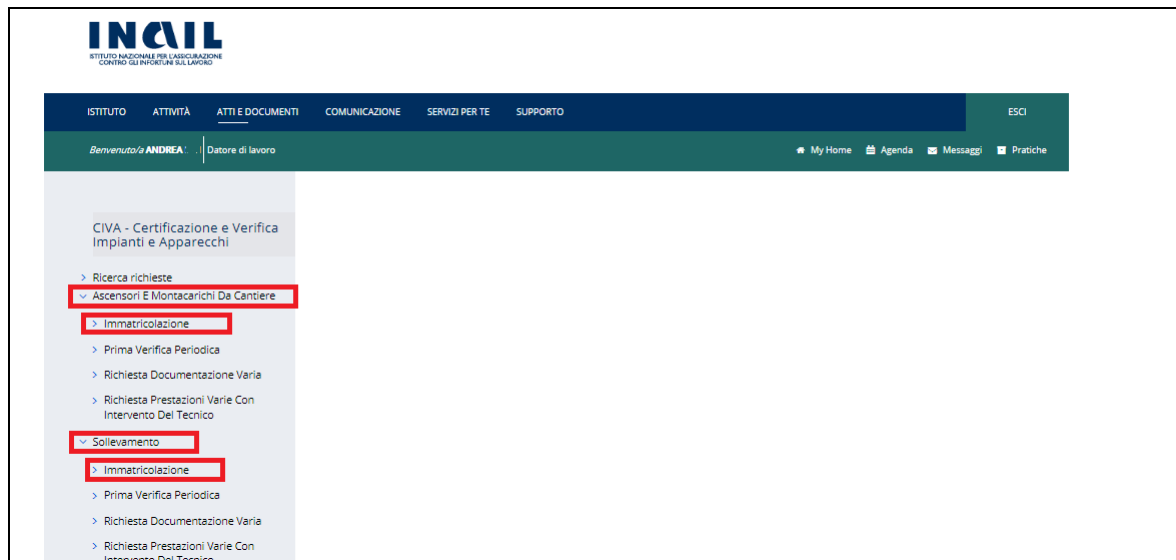 INAIL
ISTITUTO NAZIONALE PER L'ASSICURAZIONE
CONTRO GLI INFORTUNI SUL LAVORO
ISTITUTO ATTIVITÀ ATTI E DOCUMENTI COMUNICAZIONE SERVIZI PER TE SUPPORTO ESCI
Benvenuto/a ANDREA Datore di lavoro My Home Agenda Messaggi Pratiche
CIVA - Certificazione e Verifica
Impianti e Apparecchi
Ricerca richieste
Ascensori E Montacarichi Da Cantiere
Immatricolazione
Prima Verifica Periodica
Richiesta Documentazione Varia
Richiesta Prestazioni Varie Con
Intervento Del Tecnico
Sollevamento
Immatricolazione
Prima Verifica Periodica
Richiesta Documentazione Varia
Richiesta Prestazioni Varie Con
Intervento Del Tecnico